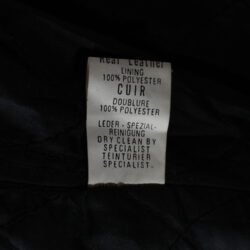 Real Leather
LINING
100% POLYESTER
CUIR
DOUBLURE
100% POLYESTER
LEDER - SPEZIAL-
REINIGUNG
DRY CLEAN BY
SPECIALIST
TEINTURIER
SPECIALIST.